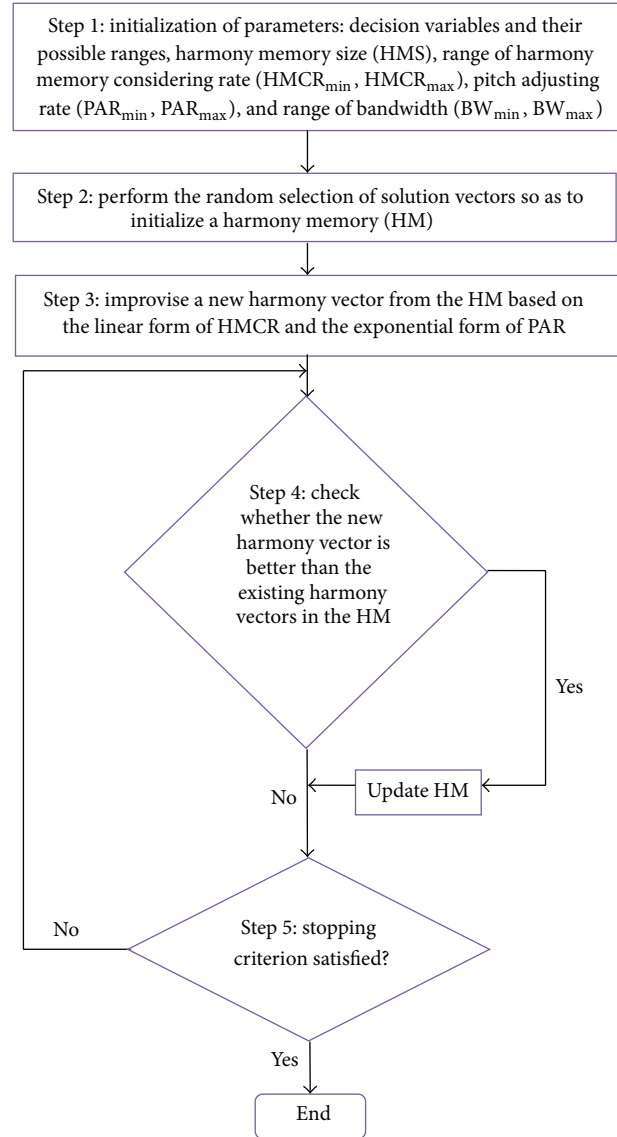 Step 1: initialization of parameters: decision variables and their
possible ranges, harmony memory size (HMS), range of harmony
memory considering rate (HMCRmin, HMCRmax), pitch adjusting
rate (PARmin, PARmax), and range of bandwidth (BWmin, BWmax)
Step 2: perform the random selection of solution vectors so as to
initialize a harmony memory (HM)
Step 3: improvise a new harmony vector from the HM based on
the linear form of HMCR and the exponential form of PAR
Step 4: check
whether the new
harmony vector is
better than the
existing harmony
vectors in the HM
Yes
Update HM
No
Step 5: stopping
criterion satisfied?
No
Yes
End